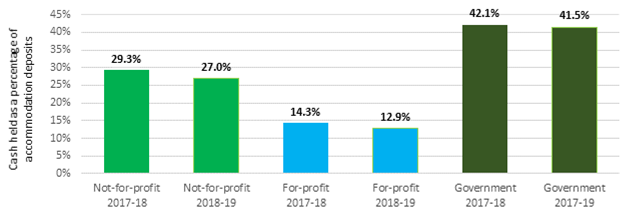 Cash held as a percentage of
accommodation deposits
45%
40%
35%
30%
25%
20%
15%
10%
5%
0%
29.3%
27.0%
14.3%
12.9%
42.1%
41.5%
Not-for-profit
2017-18
Not-for-profit
2018-19
For-profit
2017-18
For-profit
2018-19
Government
2017-18
Government
2017-19